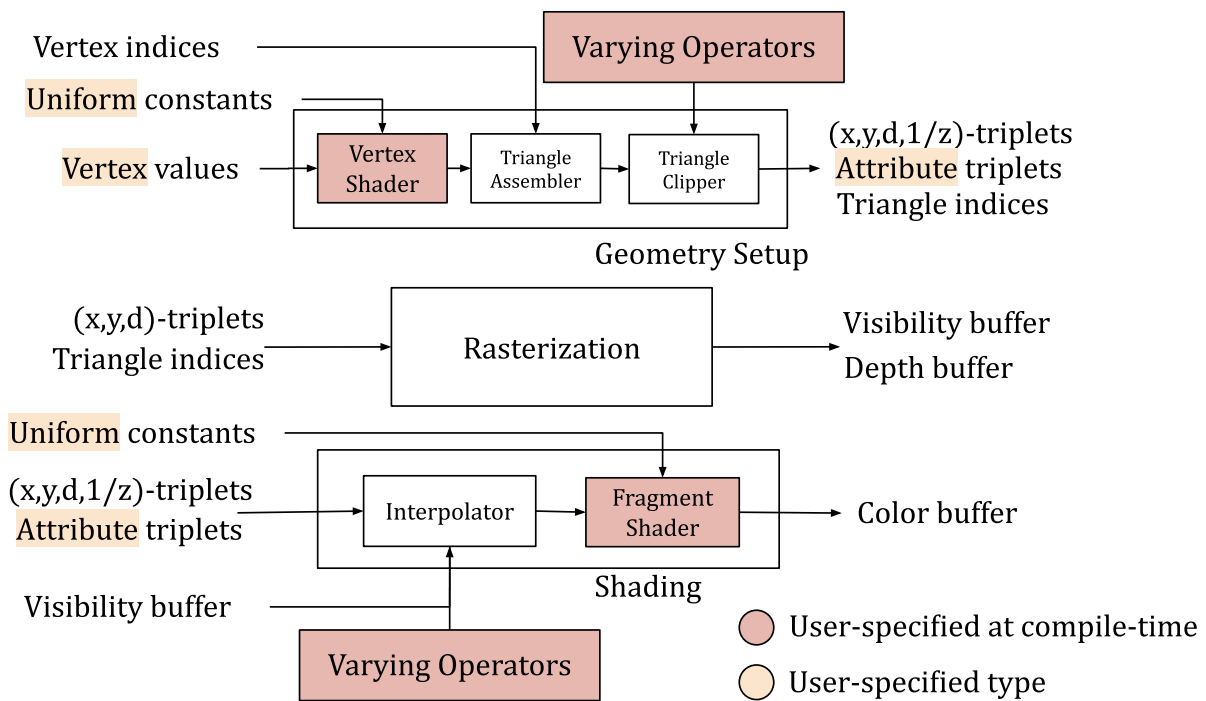 Vertex indices
Varying Operators
Uniform constants
Vertex values
Vertex
Shader
Triangle
Assembler
Triangle
Clipper
(x,y,d,1/z)-triplets
Attribute triplets
Triangle indices
Geometry Setup
(x,y,d)-triplets
Triangle indices
Rasterization
Visibility buffer
Depth buffer
Uniform constants
(x,y,d,1/z)-triplets
Attribute triplets
Interpolator
Fragment
Shader
Color buffer
Shading
Visibility buffer
Varying Operators
User-specified at compile-time
User-specified type